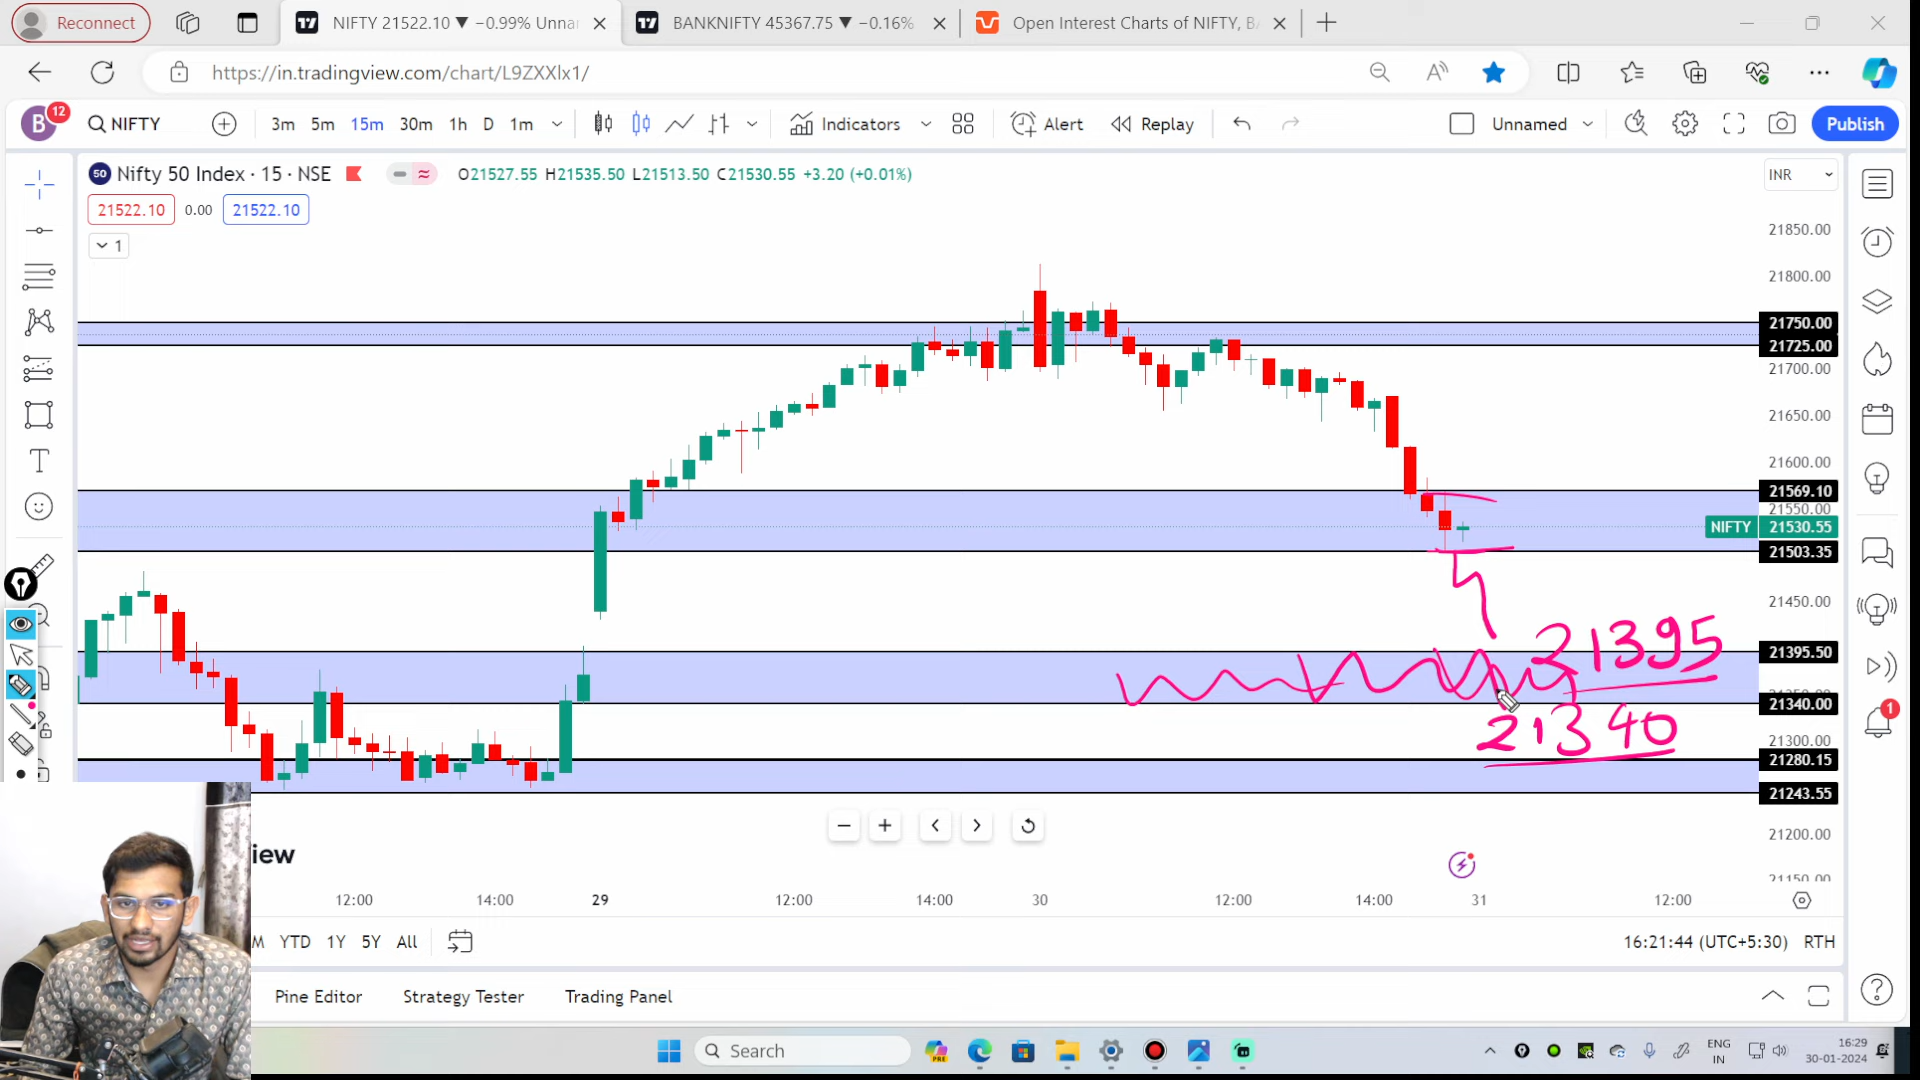 Reconnect
NIFTY 21522.10 ▼ −0.99% Unna
BANKNIFTY 45367.75 ▼ −0.16%
Open Interest Charts of NIFTY, B
https://in.tradingview.com/chart/L9ZXXlx1/
B 12
NIFTY
3m 5m 15m 30m 1h D 1m
Indicators
Alert
Replay
Unnamed
Publish
50 Nifty 50 Index · 15 · NSE
O21527.55 H21535.50 L21513.50 C21530.55 +3.20 (+0.01%)
INR
21522.10 0.00 21522.10
1
21850.00
21800.00
21750.00
21725.00
21700.00
21650.00
21600.00
21569.10
21550.00
NIFTY 21530.55
21503.35
21450.00
21395
21395.50
21340.00
21340
21300.00
21280.15
21243.55
21200.00
21150.00
iew
12:00 14:00 29 12:00 14:00 30 12:00 14:00 31 12:00
M YTD 1Y 5Y All
16:21:44 (UTC+5:30) RTH
Pine Editor Strategy Tester Trading Panel
1
Search
PRE
ENG
IN
16:29
30-01-2024